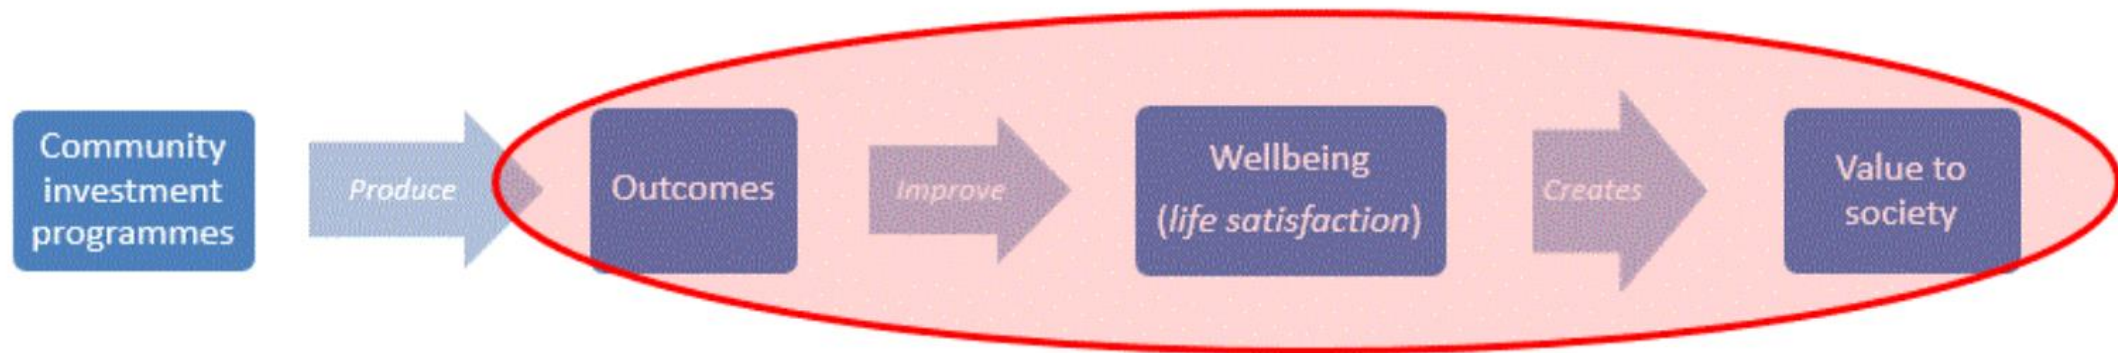 Community
investment
programmes
Produce
Outcomes
Improve
Wellbeing
(life satisfaction)
Creates
Value to
society